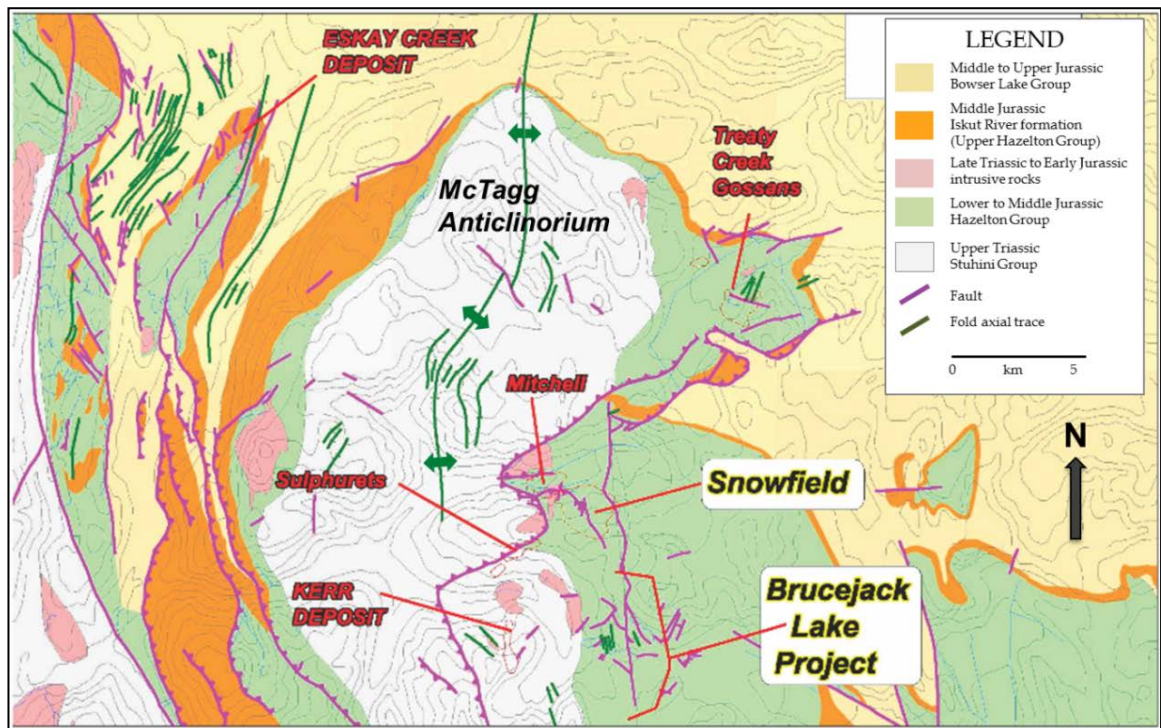 ESKAY CREEK
DEPOSIT
McTagg
Anticlinorium
Treaty
Creek
Gossans
Mitchell
Sulphurets
Snowfield
KERR
DEPOSIT
Brucejack
Lake
Project
N
LEGEND
Middle to Upper Jurassic
Bowser Lake Group
Middle Jurassic
Iskut River formation
(Upper Hazelton Group)
Late Triassic to Early Jurassic
intrusive rocks
Lower to Middle Jurassic
Hazelton Group
Upper Triassic
Stuhini Group
Fault
Fold axial trace
0 km 5